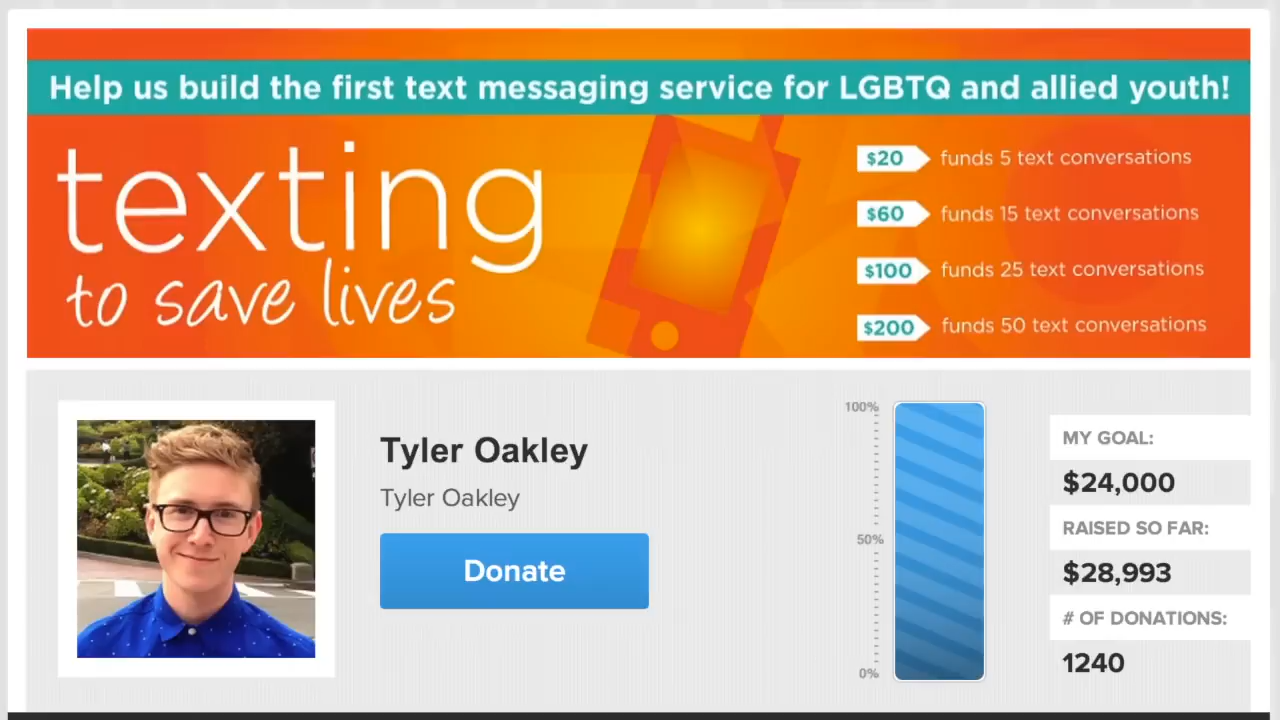 Help us build the first text messaging service for LGBTQ and allied youth!
texting
to save lives
$20 funds 5 text conversations
$60 funds 15 text conversations
$100 funds 25 text conversations
$200 funds 50 text conversations
Tyler Oakley
Tyler Oakley
Donate
100%
50%
0%
MY GOAL:
$24,000
RAISED SO FAR:
$28,993
# OF DONATIONS:
1240